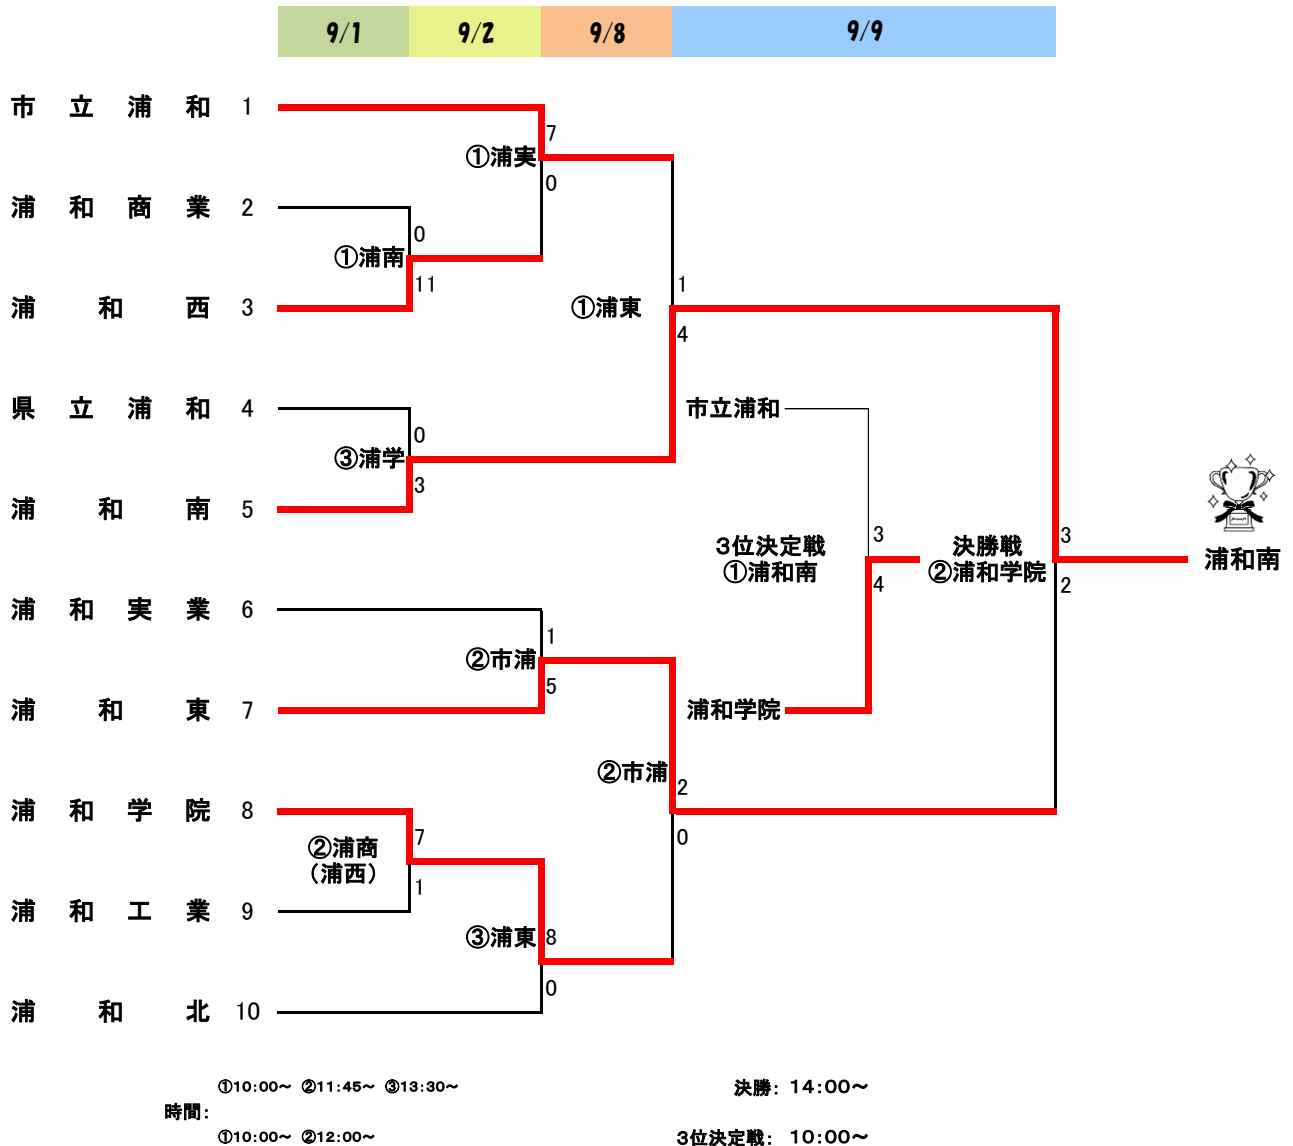 9/1 9/2 9/8 9/9
市立浦和 1
7
①浦実
0
浦和商業 2
0
①浦南
11
浦和西 3
1
①浦東
4
県立浦和 4
市立浦和
0
③浦学
3
浦和南 5
3位決定戦
①浦和南
3
4
決勝戦
②浦和学院
3
2
浦和南
浦和実業 6
1
②市浦
5
浦和東 7
浦和学院
②市浦
2
0
浦和学院 8
7
②浦商
(浦西)
1
浦和工業 9
③浦東
8
0
浦和北 10
①10:00~ ②11:45~ ③13:30~
時間:
①10:00~ ②12:00~
決勝: 14:00~
3位決定戦: 10:00~